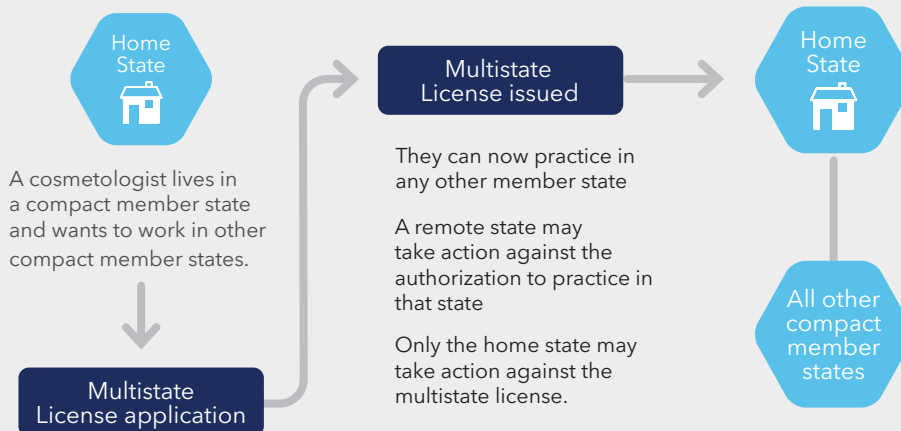 Home
State
A cosmetologist lives in
a compact member state
and wants to work in other
compact member states.
Multistate
License application
Multistate
License issued
They can now practice in
any other member state
A remote state may
take action against the
authorization to practice in
that state
Only the home state may
take action against the
multistate license.
Home
State
All other
compact
member
states